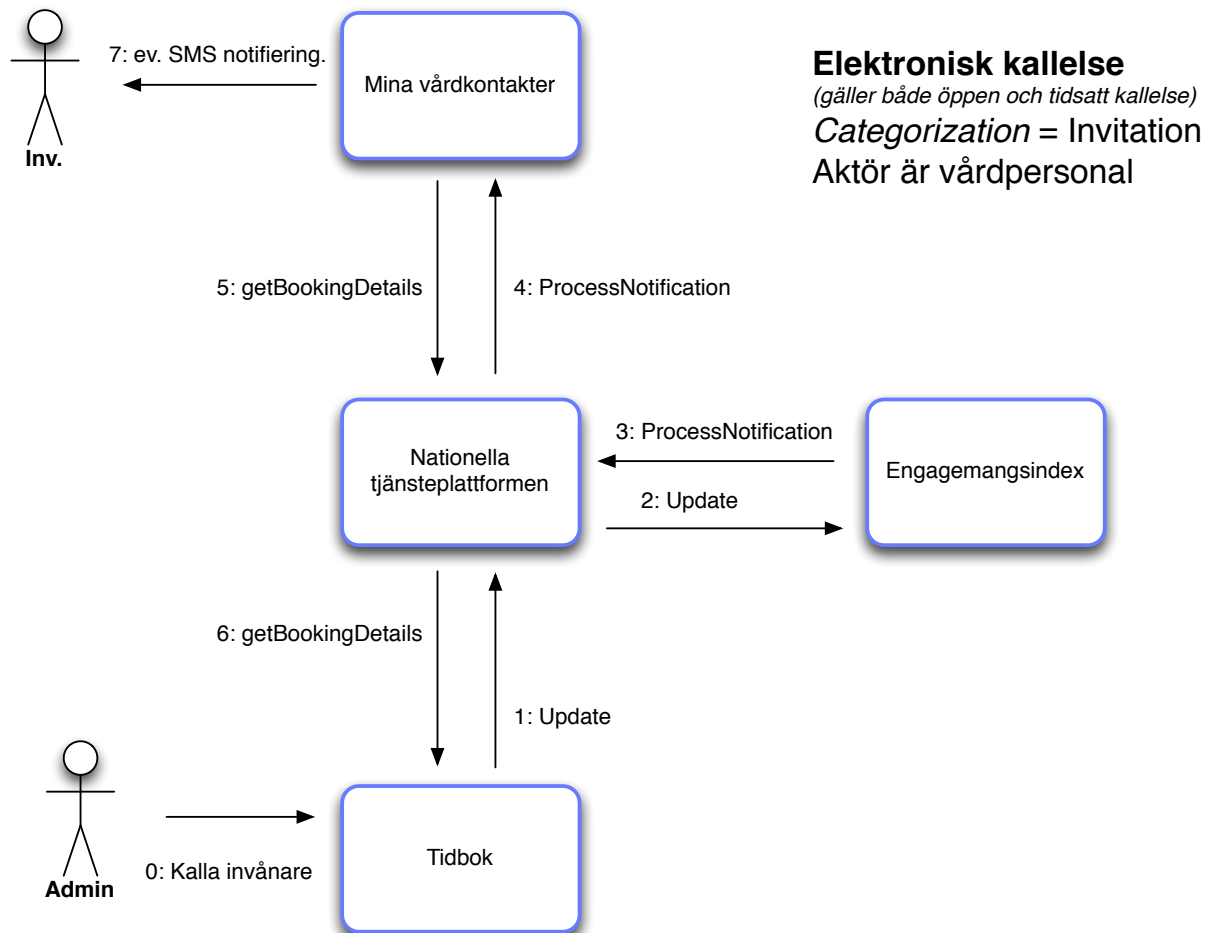 7: ev. SMS notifiering.
Inv.
Mina vårdkontakter
Elektronisk kallelse
(gäller både öppen och tidsatt kallelse)
Categorization = Invitation
Aktör är vårdpersonal
5: getBookingDetails
4: ProcessNotification
Nationella
tjänsteplattformen
3: ProcessNotification
2: Update
Engagemangsindex
6: getBookingDetails
1: Update
Admin
0: Kalla invånare
Tidbok